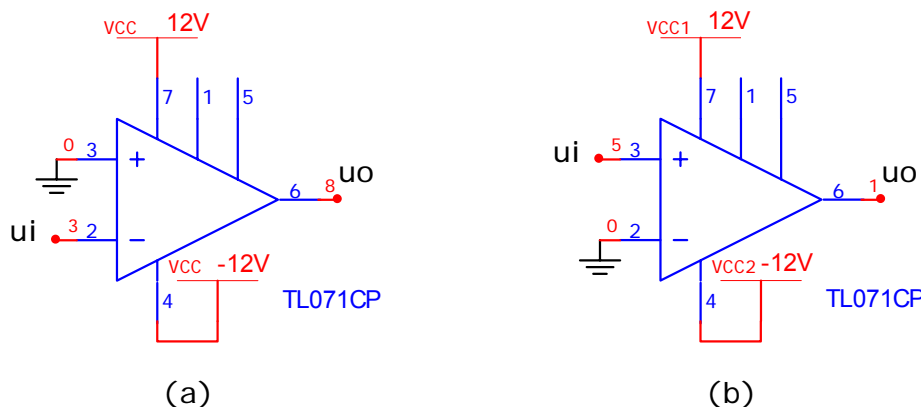 VCC 12V
7 1 5
0 3 +
uo
6 8
ui 3 2 −
VCC -12V
4
TL071CP
(a)
VCC1 12V
7 1 5
ui 5 3 +
uo
6 1
0 2 −
VCC2 -12V
4
TL071CP
(b)